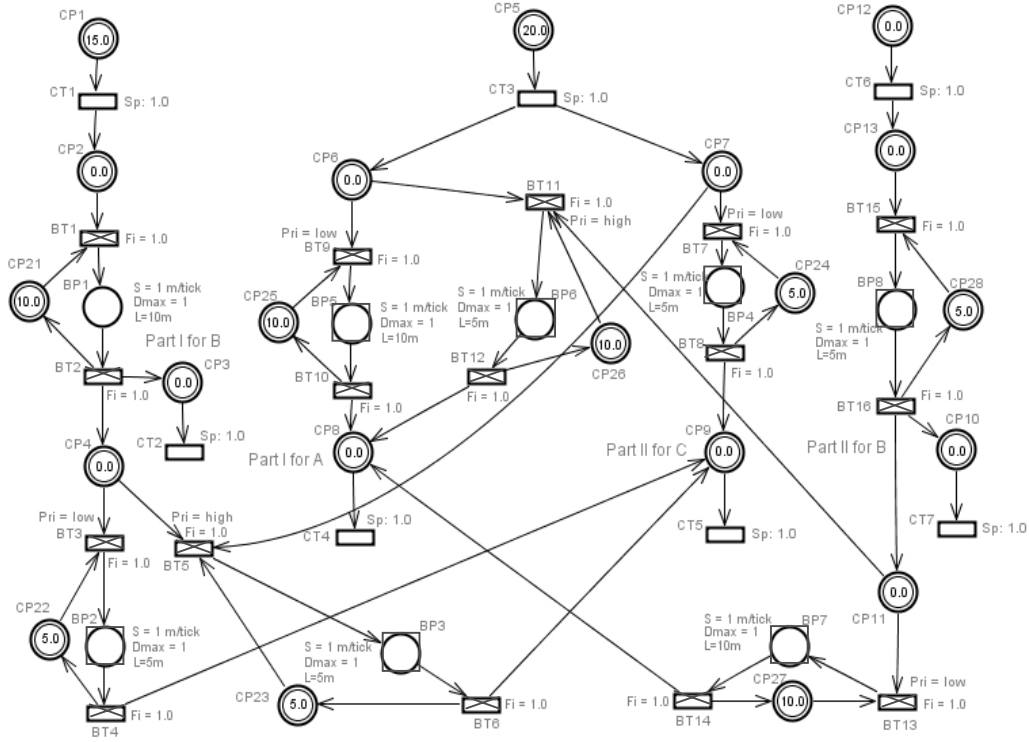 CP1
15.0
CT1
Sp: 1.0
CP2
0.0
BT1
Fi = 1.0
CP21
10.0
BP1
S = 1 m/tick
Dmax = 1
L=10m
Part I for B
BT2
Fi = 1.0
CP3
0.0
CT2
Sp: 1.0
CP4
0.0
Pri = low
BT3
Fi = 1.0
Pri = high
Fi = 1.0
BT5
CP22
5.0
BP2
S = 1 m/tick
Dmax = 1
L=5m
BT4
Fi = 1.0
BP3
S = 1 m/tick
Dmax = 1
L=5m
CP23
5.0
BT6
Fi = 1.0
CP5
20.0
CT3
Sp: 1.0
CP6
0.0
CP7
0.0
BT11
Fi = 1.0
Pri = high
Pri = low
BT9
Fi = 1.0
CP25
10.0
BP5
S = 1 m/tick
Dmax = 1
L=10m
BT10
Fi = 1.0
S = 1 m/tick
Dmax = 1
L=5m
BP6
BT12
Fi = 1.0
10.0
CP26
CP8
0.0
Part I for A
CT4
Sp: 1.0
Pri = low
BT7
Fi = 1.0
CP24
5.0
S = 1 m/tick
Dmax = 1
L=5m
BP4
BT8
Fi = 1.0
CP9
0.0
Part II for C
CT5
Sp: 1.0
CP12
0.0
CT6
Sp: 1.0
CP13
0.0
BT15
Fi = 1.0
BP8
CP28
5.0
S = 1 m/tick
Dmax = 1
L=5m
BT16
Fi = 1.0
CP10
0.0
Part II for B
CT7
Sp: 1.0
0.0
CP11
BP7
S = 1 m/tick
Dmax = 1
L=10m
CP27
10.0
Fi = 1.0
BT14
Pri = low
BT13
Fi = 1.0